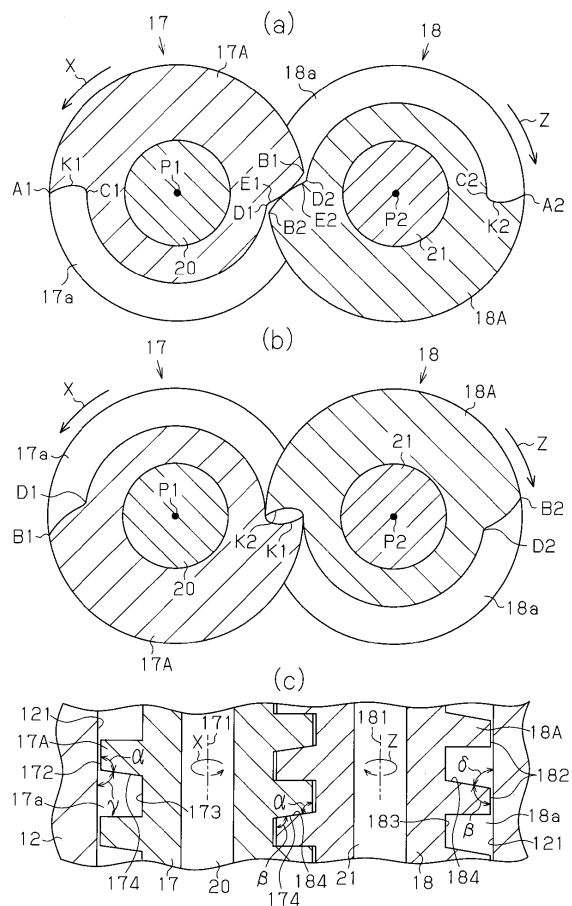 (a)
17
18
X
17A
18a
Z
K1
P1
B1
C2
A1
C1
E1
D2
A2
D1
P2
K2
B2
E2
20
21
17a
18A
(b)
17
18
X
18A
17a
21
Z
D1
P1
B2
B1
K2
K1
P2
D2
20
18a
17A
(c)
121
171
181
18A
17A
X
Z
172
α
δ
182
17a
γ
173
α
183
18a
12
β
121
174
17
20
β
174
184
21
18
184